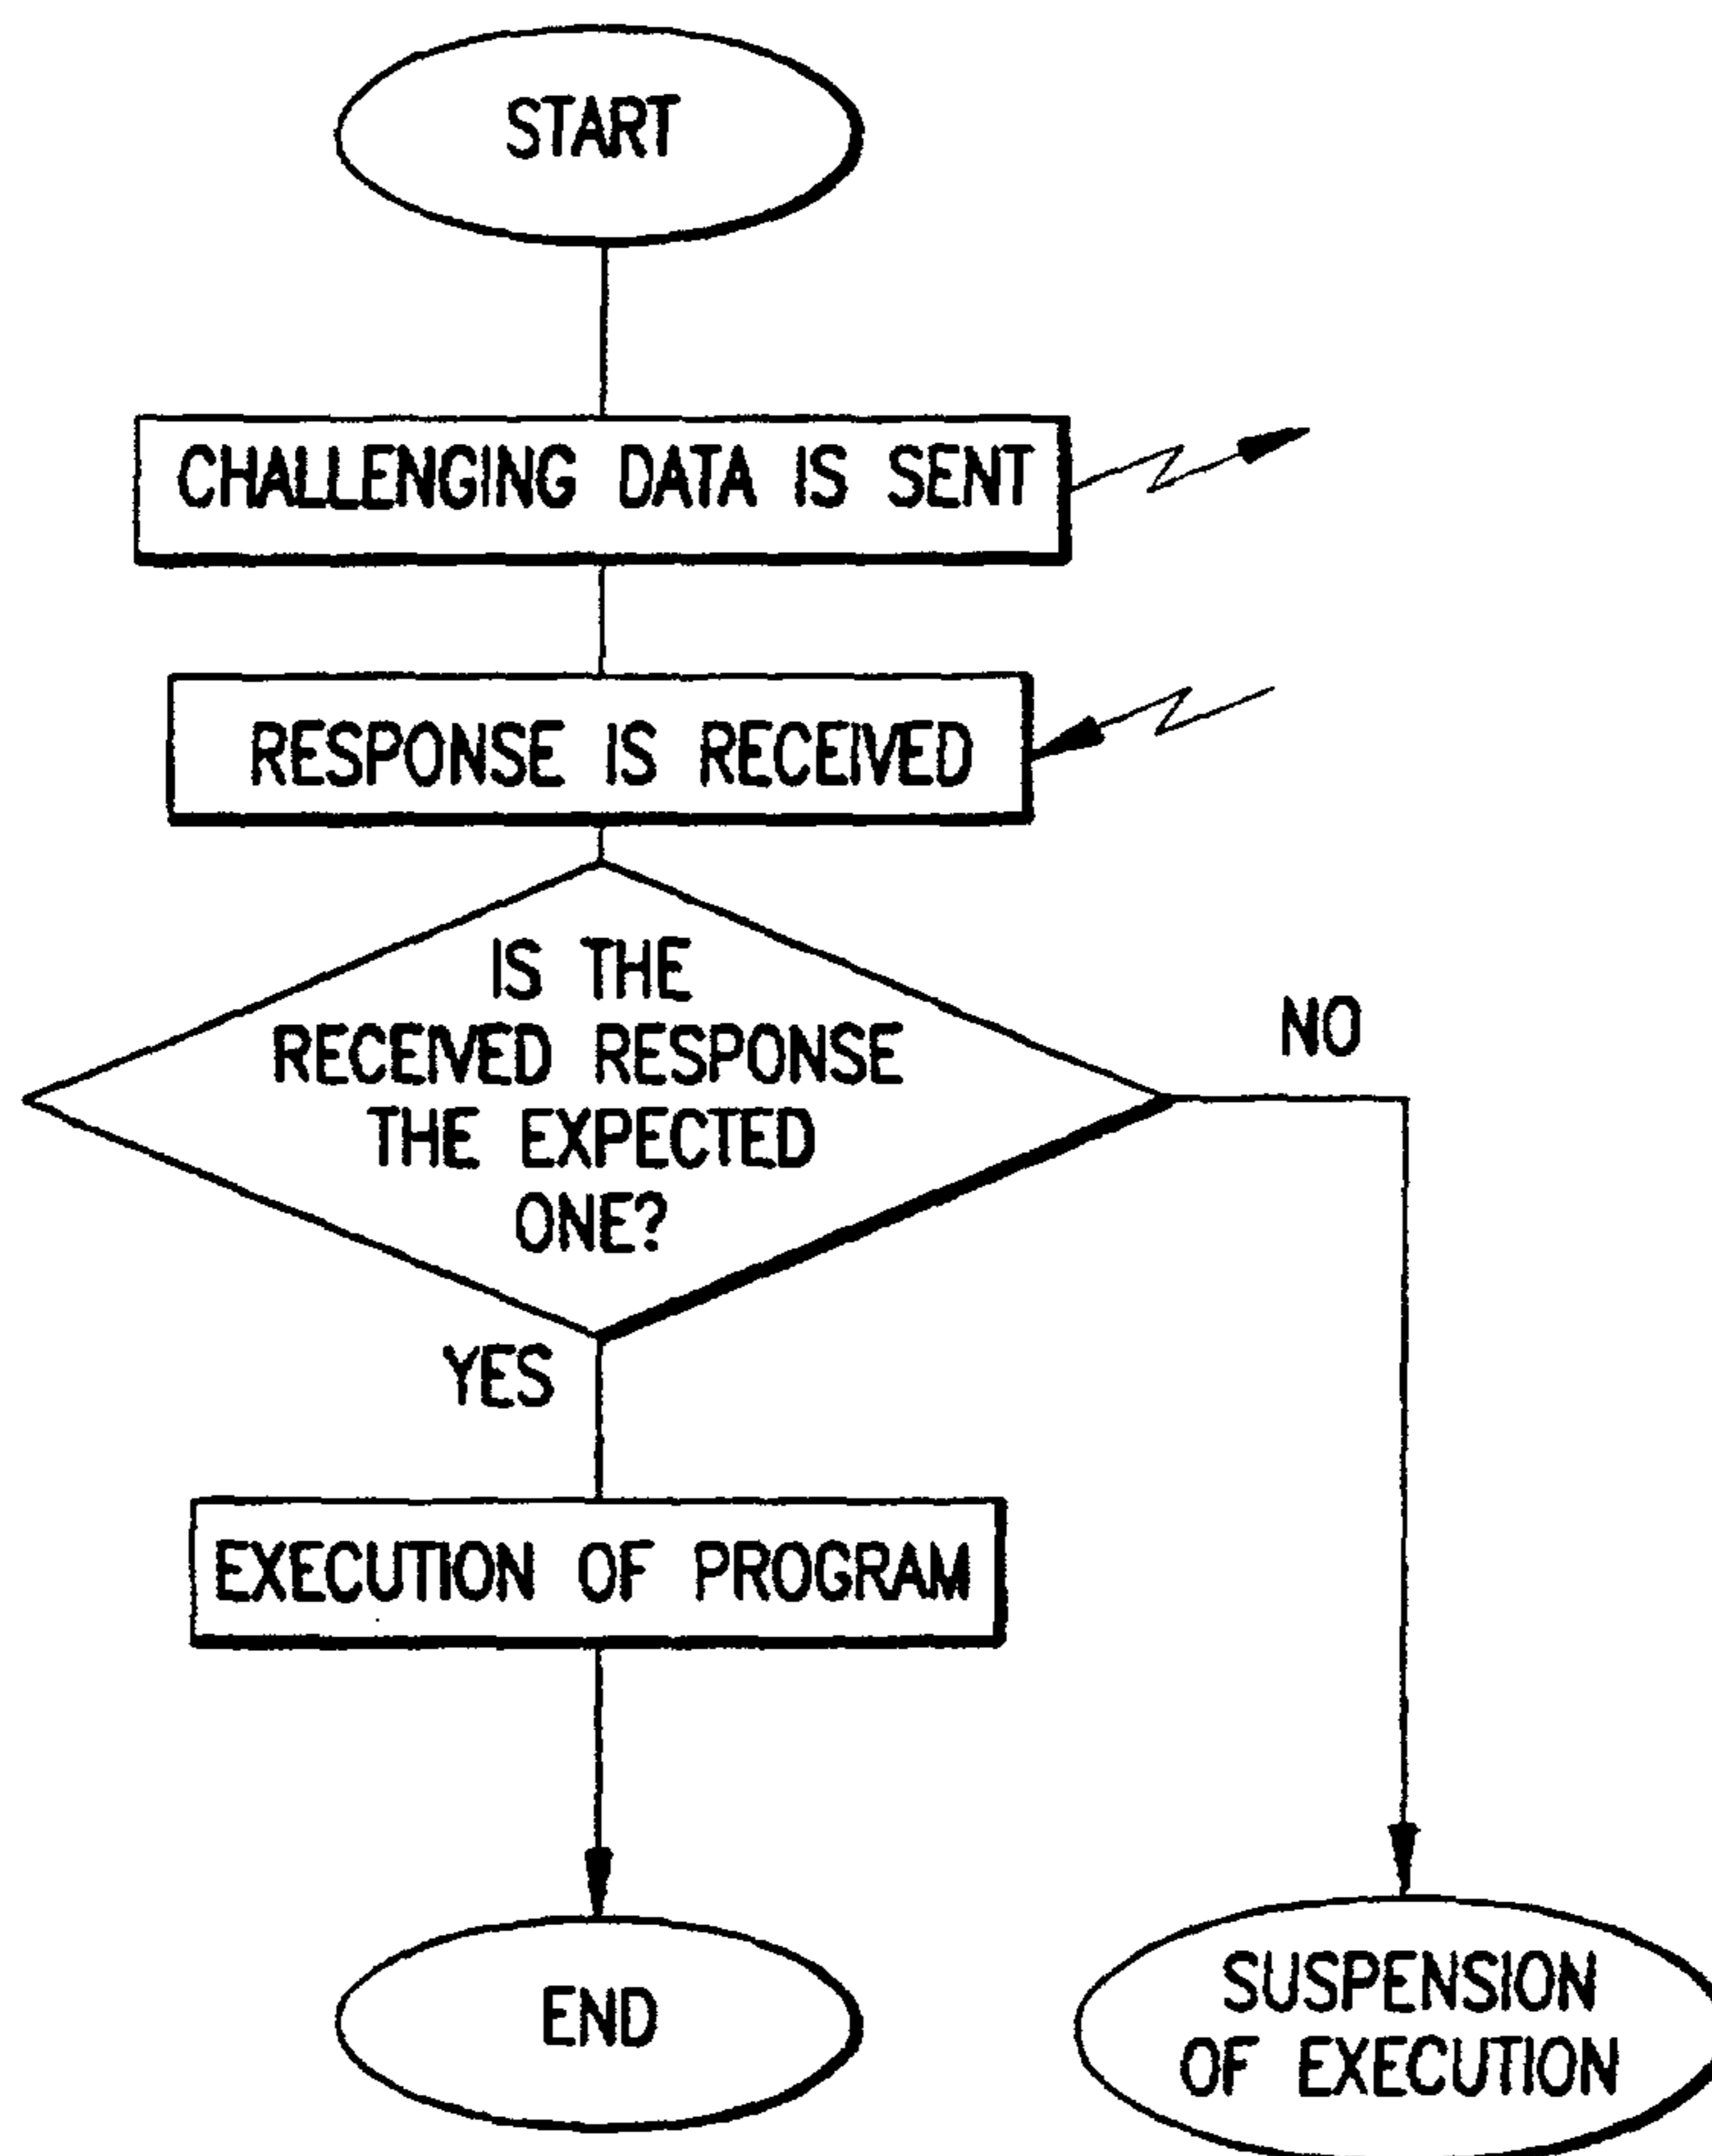 START
CHALLENGING DATA IS SENT
RESPONSE IS RECEIVED
IS THE
RECEIVED RESPONSE
THE EXPECTED
ONE?
NO
YES
EXECUTION OF PROGRAM
END
SUSPENSION
OF EXECUTION